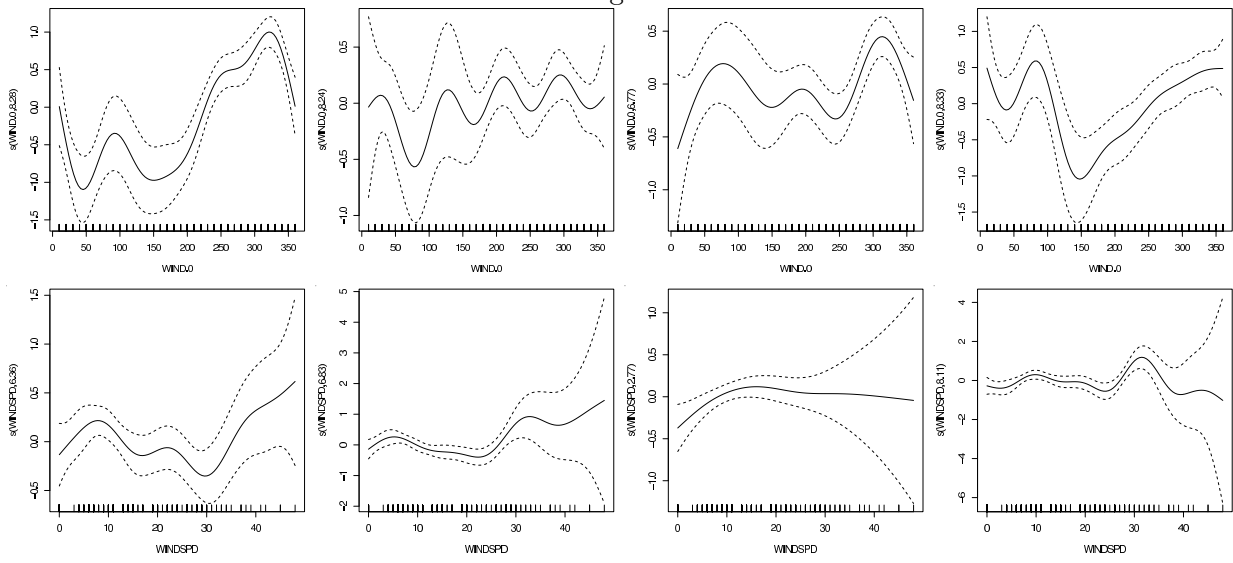 g
s(WIND.0,8.28)
−1.5 −1.0 −0.5 0.0 0.5 1.0
0 50 100 150 200 250 300 350
WIND.0
s(WIND.0,8.24)
−1.0 −0.5 0.0 0.5
0 50 100 150 200 250 300 350
WIND.0
−1.0 −0.5 0.0 0.5
0 50 100 150 200 250 300 350
WIND.0
s(WIND.0,8.33)
−1.5 −1.0 −0.5 0.0 0.5 1.0
0 50 100 150 200 250 300 350
WIND.0
s(WINDSPD,6.36)
−0.5 0.0 0.5 1.0 1.5
0 10 20 30 40
WINDSPD
s(WINDSPD,6.83)
−2 −1 0 1 2 3 4 5
0 10 20 30 40
WINDSPD
s(WINDSPD,2.77)
−1.0 −0.5 0.0 0.5 1.0
0 10 20 30 40
WINDSPD
s(WINDSPD,8.11)
−6 −4 −2 0 2 4
0 10 20 30 40
WINDSPD